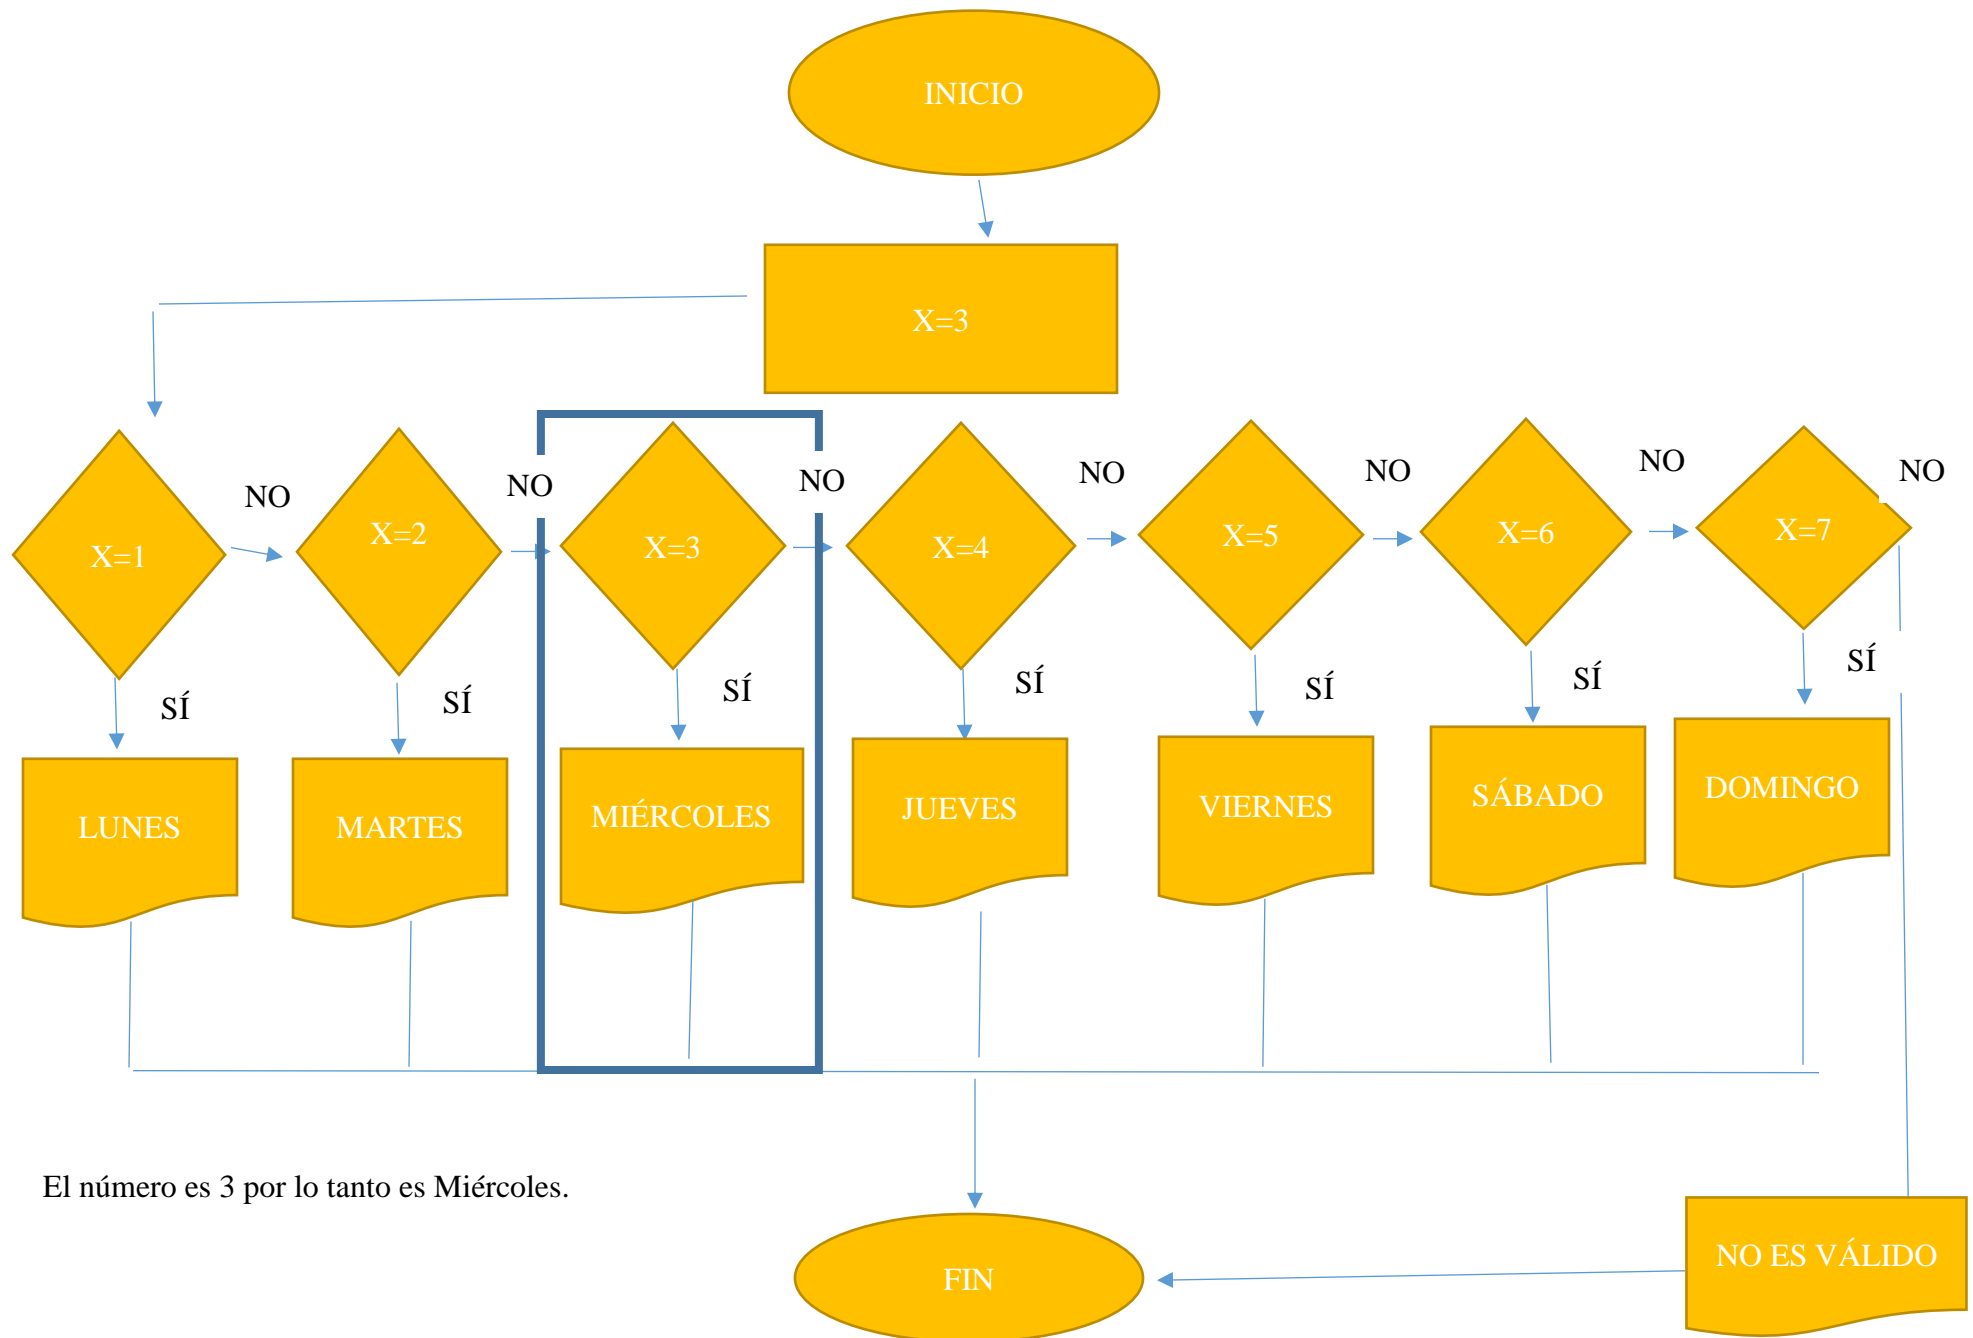 INICIO
X=3
X=1
NO
X=2
NO
X=3
NO
X=4
NO
X=5
NO
X=6
NO
X=7
NO
SÍ
SÍ
SÍ
SÍ
SÍ
SÍ
SÍ
LUNES
MARTES
MIÉRCOLES
JUEVES
VIERNES
SÁBADO
DOMINGO
El número es 3 por lo tanto es Miércoles.
FIN
NO ES VÁLIDO